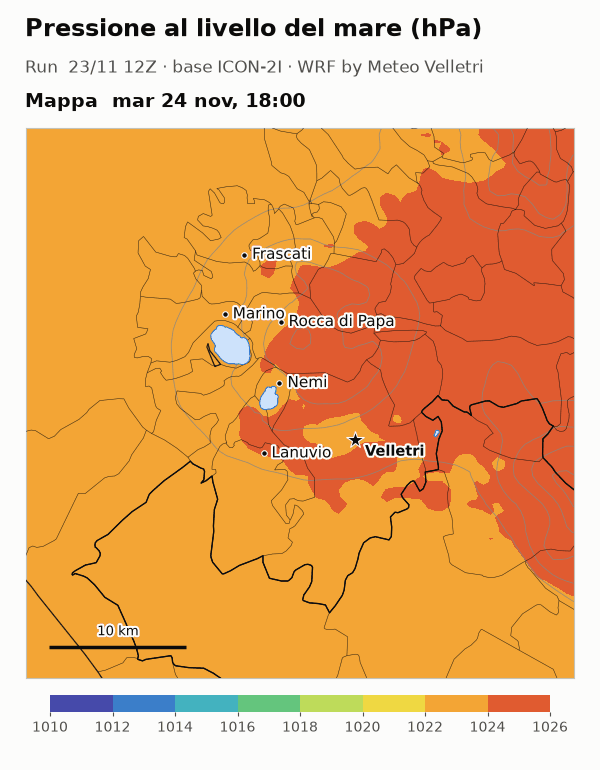 Pressione al livello del mare (hPa)
Run  23/11 12Z · base ICON-2I · WRF by Meteo Velletri
Mappa  mar 24 nov, 18:00
Frascati
Marino
Rocca di Papa
Nemi
Velletri
Lanuvio
10 km
1010 1012 1014 1016 1018 1020 1022 1024 1026